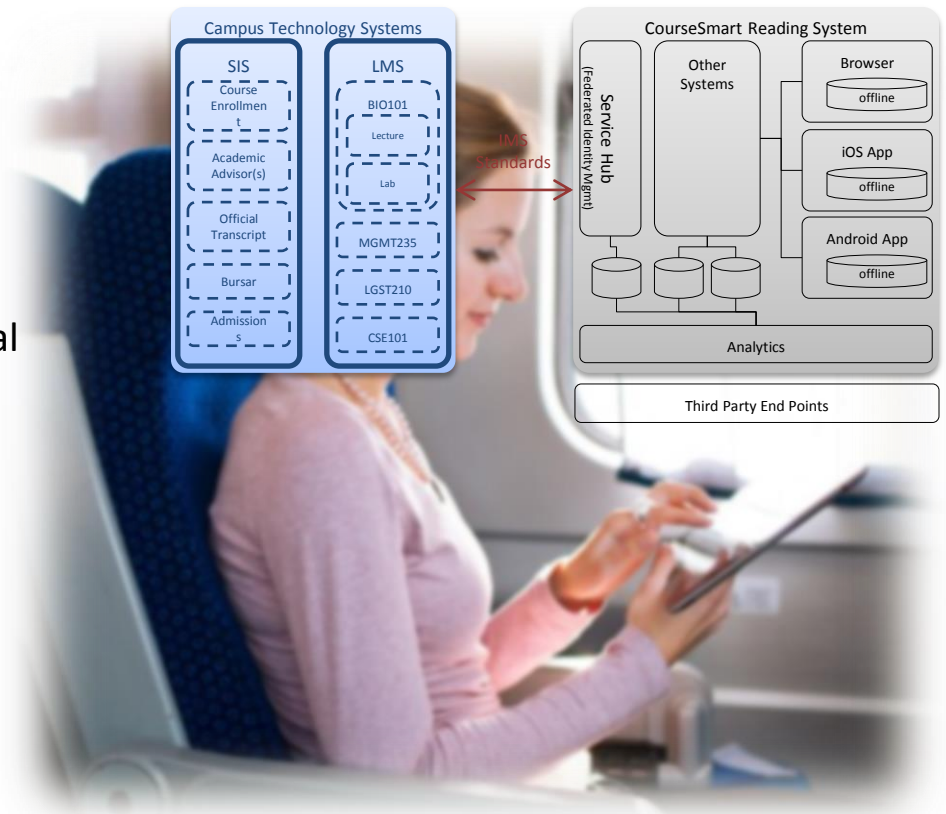 Campus Technology Systems
SIS
Course
Enrollmen
t
Academic
Advisor(s)
Official
Transcript
Bursar
Admission
s
LMS
BIO101
Lecture
Lab
MGMT235
LGST210
CSE101
IMS
Standards
CourseSmart Reading System
Service Hub
(Federated Identity Mgmt)
Other
Systems
Browser
offline
iOS App
offline
Android App
offline
Analytics
Third Party End Points
al